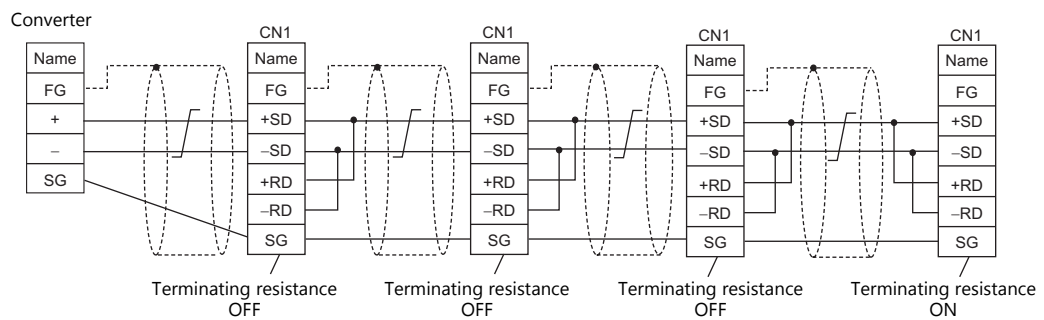 Converter
CN1
CN1
CN1
CN1
Name
Name
Name
Name
Name
FG
FG
FG
FG
FG
+
+SD
+SD
+SD
+SD
–
–SD
–SD
–SD
–SD
SG
+RD
+RD
+RD
+RD
–RD
–RD
–RD
–RD
SG
SG
SG
SG
Terminating resistance
OFF
Terminating resistance
OFF
Terminating resistance
OFF
Terminating resistance
ON